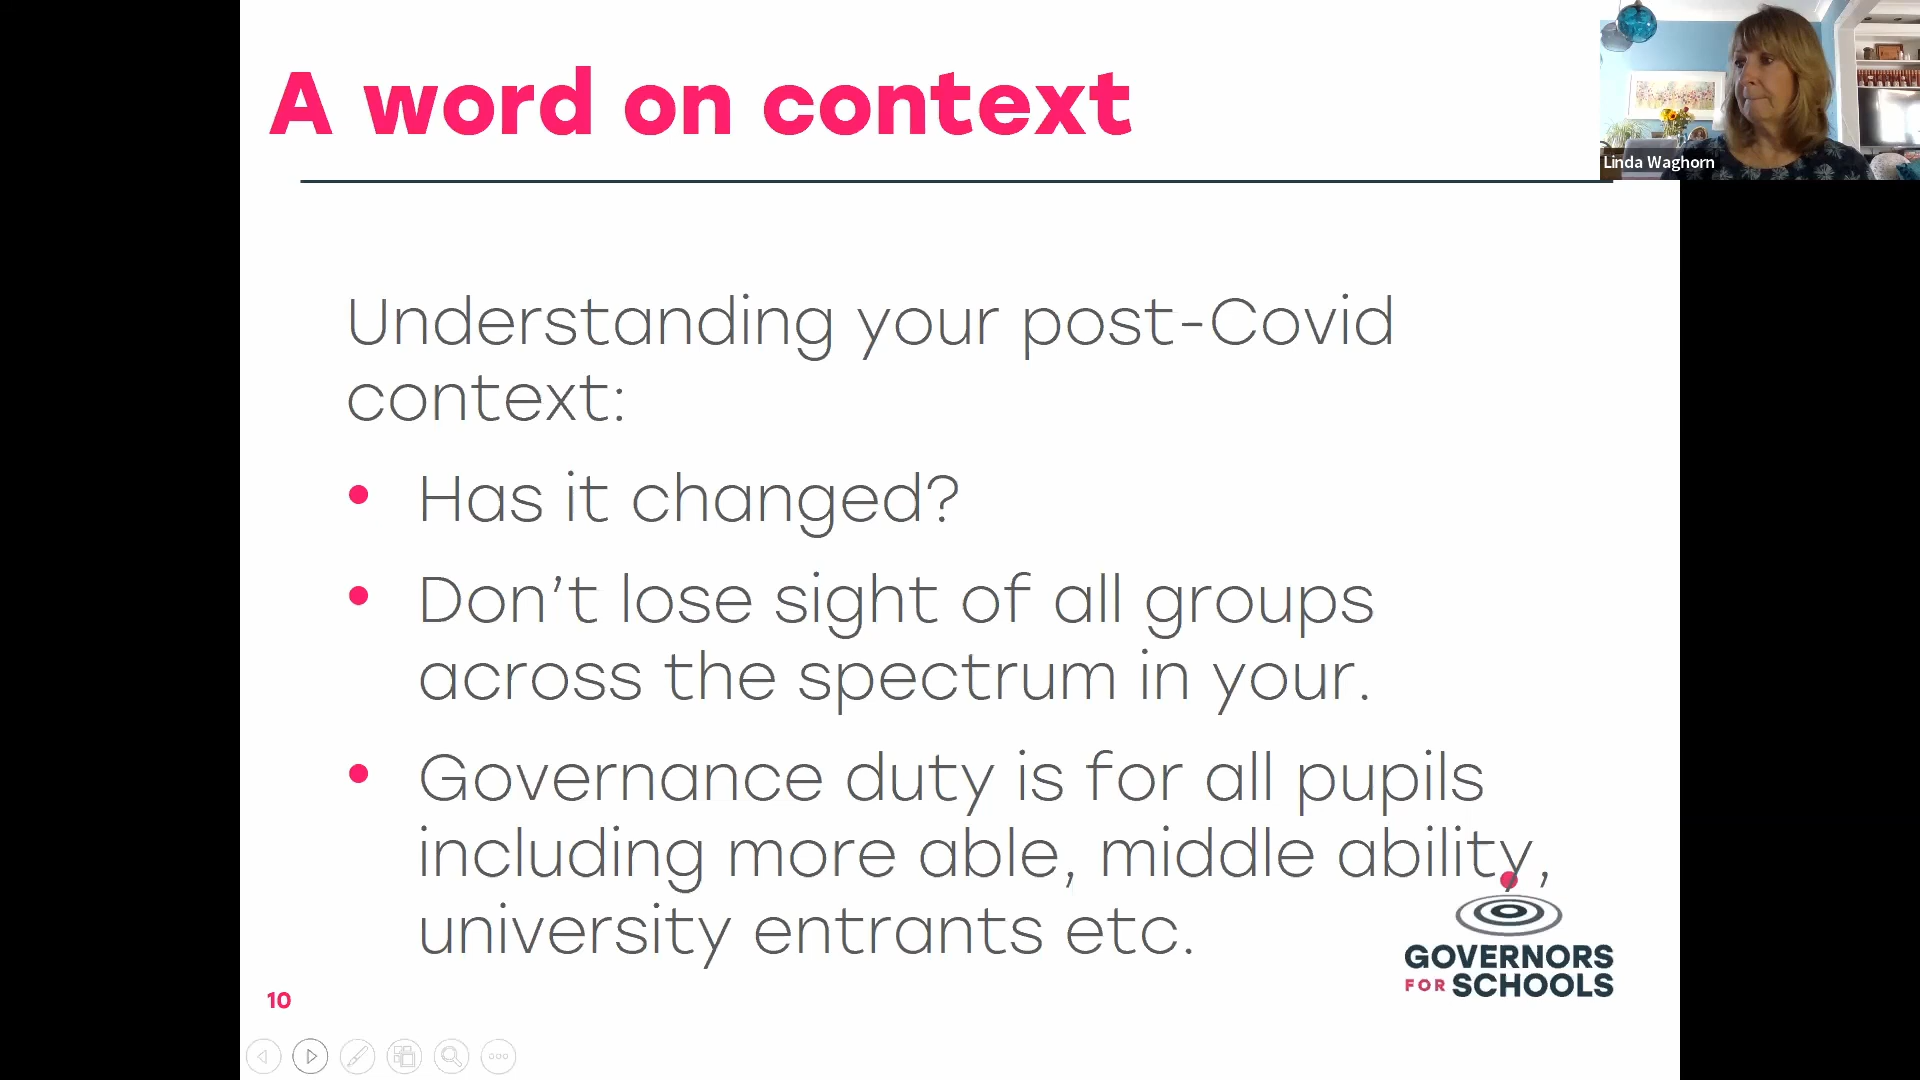 A word on context
Linda Waghorn
Understanding your post-Covid
context:
• Has it changed?
• Don’t lose sight of all groups
across the spectrum in your.
• Governance duty is for all pupils
including more able, middle ability,
university entrants etc.
GOVERNORS
FOR SCHOOLS
10